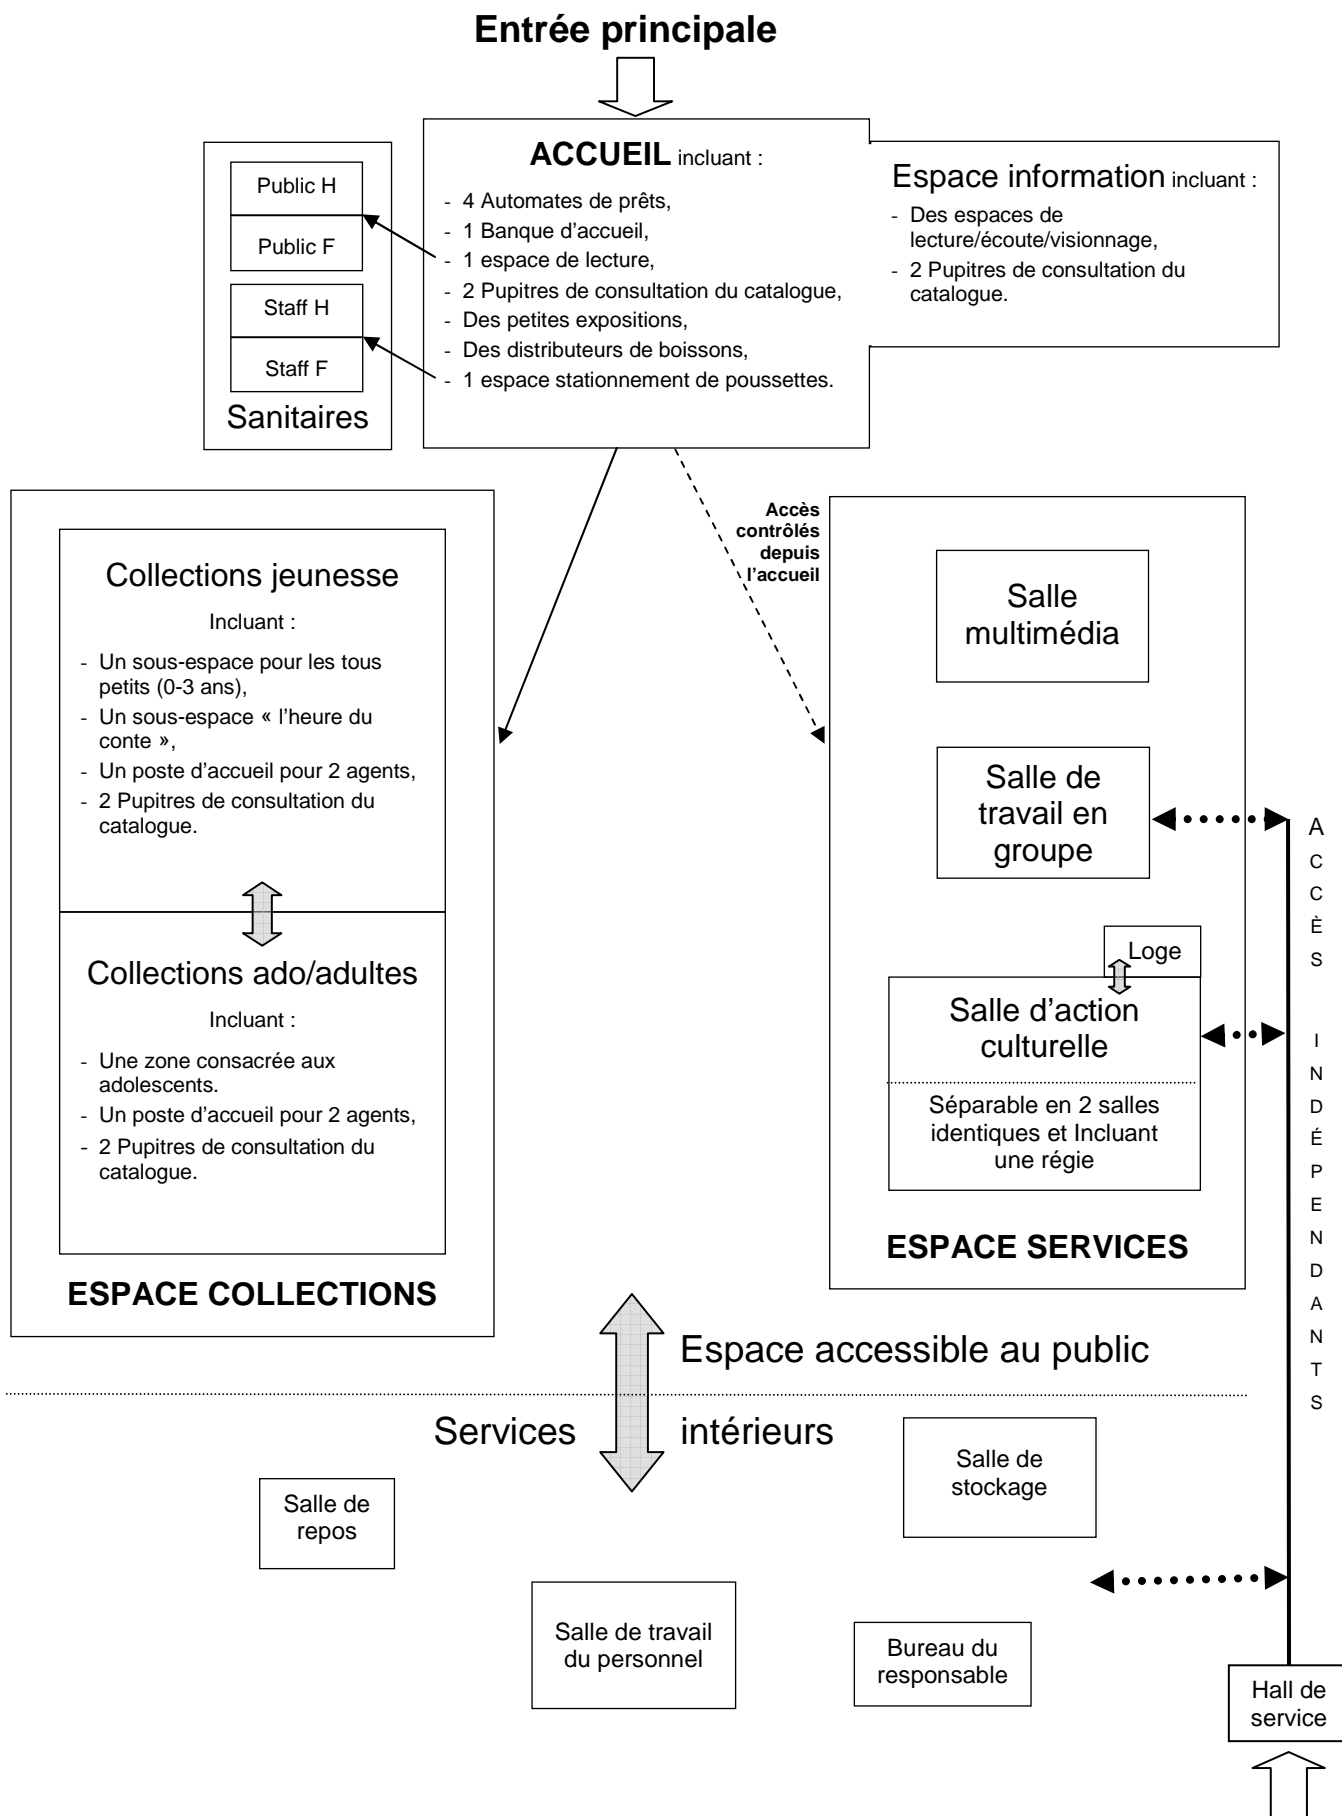 Entrée principale
ACCUEIL incluant :
- 4 Automates de prêts,
- 1 Banque d'accueil,
- 1 espace de lecture,
- 2 Pupitres de consultation du catalogue,
- Des petites expositions,
- Des distributeurs de boissons,
- 1 espace stationnement de poussettes.
Public H
Public F
Staff H
Staff F
Sanitaires
Espace information incluant :
- Des espaces de
lecture/écoute/visionnage,
- 2 Pupitres de consultation du
catalogue.
Accès
contrôlés
depuis
l'accueil
Collections jeunesse
Incluant :
- Un sous-espace pour les tous
petits (0-3 ans),
- Un sous-espace « l'heure du
conte »,
- Un poste d'accueil pour 2 agents,
- 2 Pupitres de consultation du
catalogue.
Collections ado/adultes
Incluant :
- Une zone consacrée aux
adolescents.
- Un poste d'accueil pour 2 agents,
- 2 Pupitres de consultation du
catalogue.
ESPACE COLLECTIONS
Salle
multimédia
Salle de
travail en
groupe
Loge
Salle d'action
culturelle
Séparable en 2 salles
identiques et Incluant
une régie
ESPACE SERVICES
A
C
C
È
S
I
N
D
É
P
E
N
D
A
N
T
S
Espace accessible au public
Services intérieurs
Salle de
repos
Salle de
stockage
Salle de travail
du personnel
Bureau du
responsable
Hall de
service